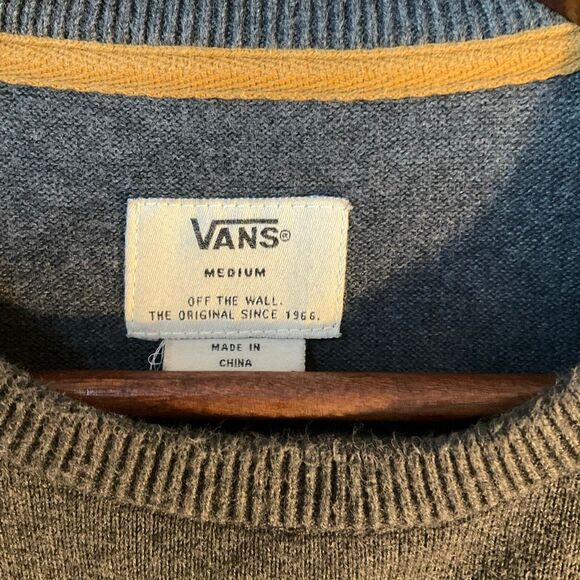 VANS®
MEDIUM
OFF THE WALL.
THE ORIGINAL SINCE 1966.
MADE IN
CHINA